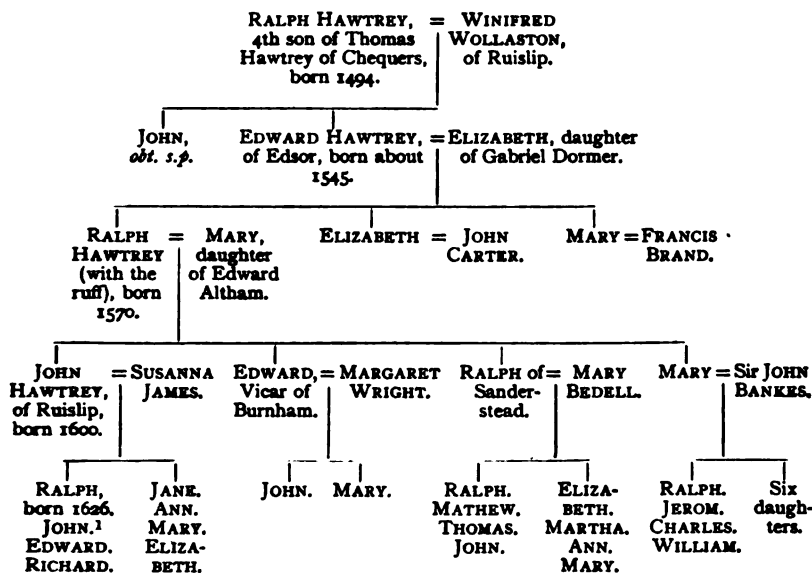 RALPH HAWTREY, = WINIFRED
4th son of Thomas WOLLASTON,
Hawtrey of Chequers, of Ruislip.
born 1494.
JOHN, EDWARD HAWTREY, = ELIZABETH, daughter
obt. s.p. of Edsor, born about of Gabriel Dormer.
1545.
RALPH = MARY, ELIZABETH = JOHN MARY = FRANCIS
HAWTREY daughter CARTER. BRAND.
(with the of Edward
ruff), born Altham.
1570.
JOHN = SUSANNA EDWARD, = MARGARET RALPH of = MARY MARY = Sir JOHN
HAWTREY, JAMES. Vicar of WRIGHT. Sander- BEDELL. BANKES.
of Ruislip, Burnham. stead.
born 1600.
RALPH, JANE. JOHN. MARY. RALPH. ELIZA- RALPH. Six
born 1626. ANN. MATHEW. BETH. JEROM. daugh-
JOHN.¹ MARY. THOMAS. MARTHA. CHARLES. ters.
EDWARD. ELIZA- JOHN. ANN. WILLIAM.
RICHARD. BETH. MARY.